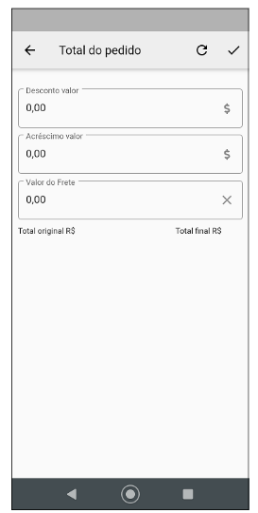 Total do pedido
Desconto valor
0,00 $
Acréscimo valor
0,00 $
Valor do Frete
0,00
Total original R$ Total final R$